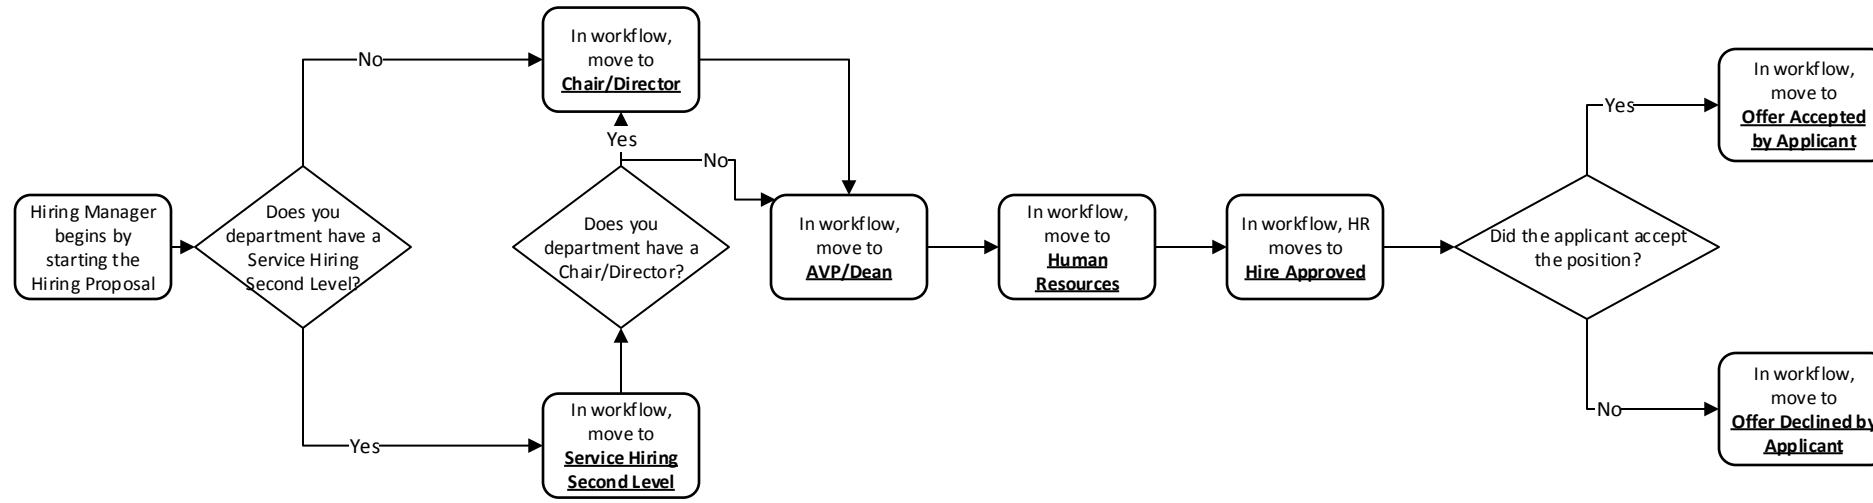 Hiring Manager
begins by
starting the
Hiring Proposal
Does you
department have a
Service Hiring
Second Level?
No
In workflow,
move to
Chair/Director
Yes
In workflow,
move to
Service Hiring
Second Level
Does you
department have a
Chair/Director?
Yes
No
In workflow,
move to
AVP/Dean
In workflow,
move to
Human
Resources
In workflow, HR
moves to
Hire Approved
Did the applicant accept
the position?
Yes
In workflow,
move to
Offer Accepted
by Applicant
No
In workflow,
move to
Offer Declined by
Applicant